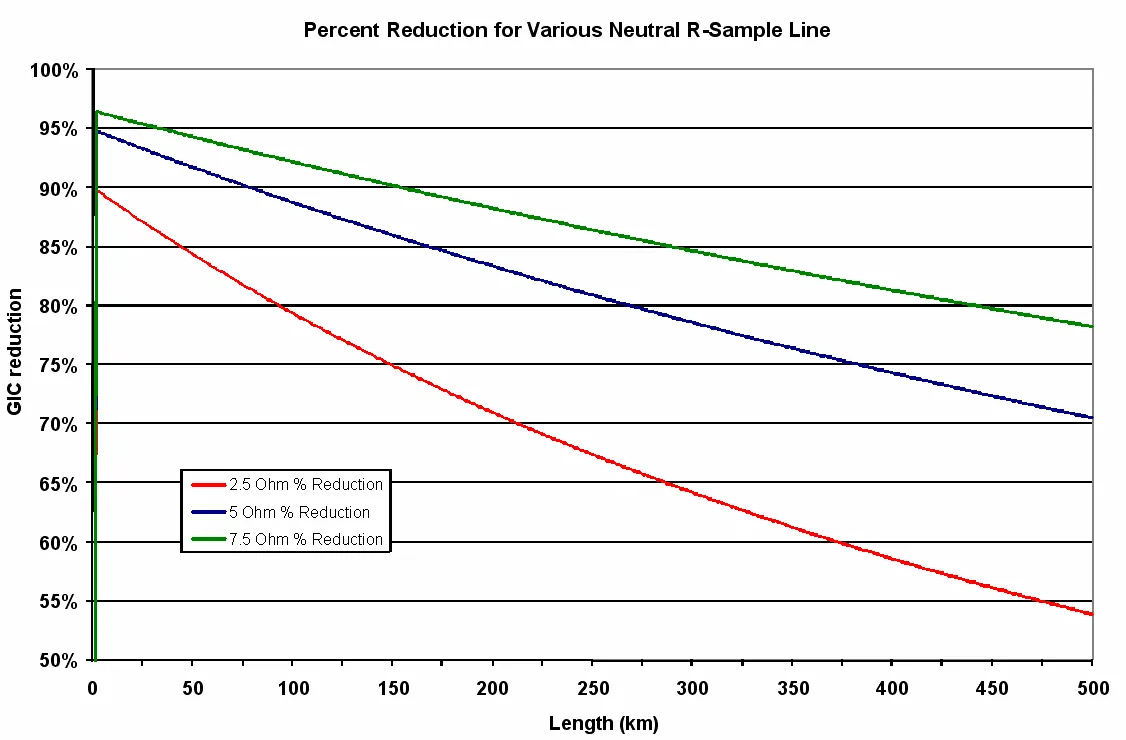 Percent Reduction for Various Neutral R-Sample Line
100%
95%
90%
85%
80%
75%
70%
65%
60%
55%
50%
GIC reduction
2.5 Ohm % Reduction
5 Ohm % Reduction
7.5 Ohm % Reduction
0 50 100 150 200 250 300 350 400 450 500
Length (km)